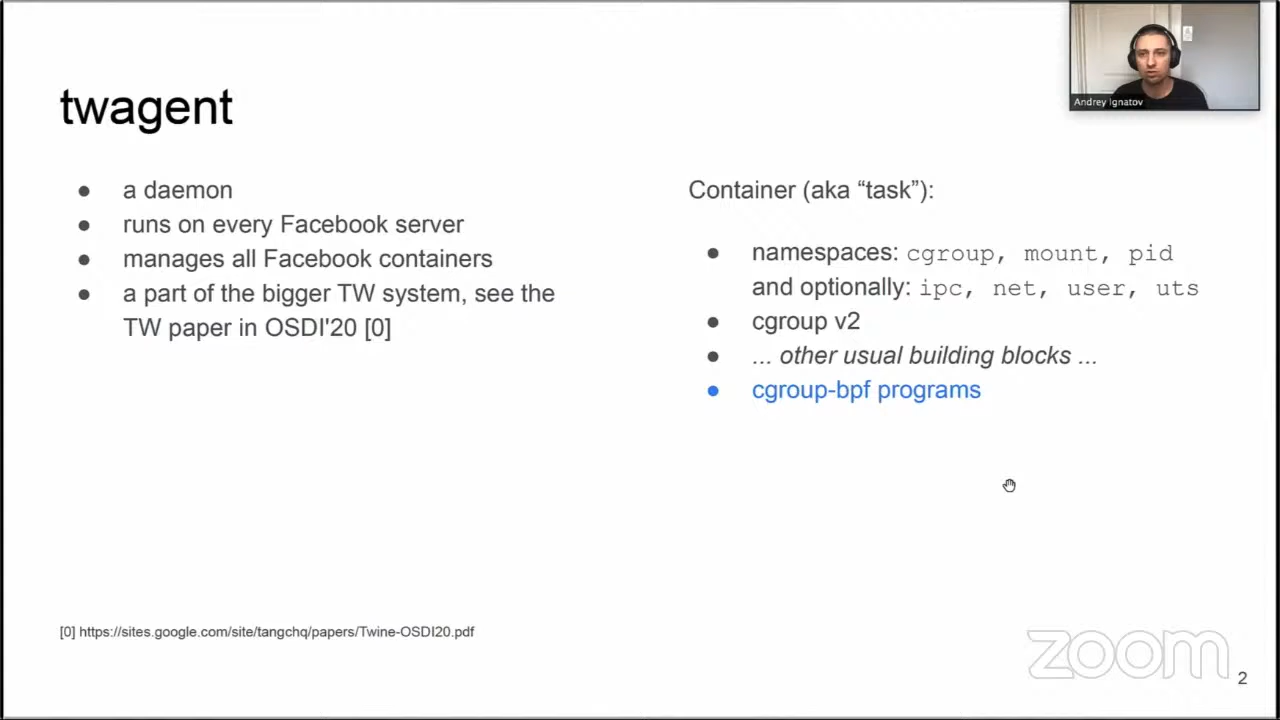 twagent
● a daemon
● runs on every Facebook server
● manages all Facebook containers
● a part of the bigger TW system, see the
TW paper in OSDI'20 [0]
Container (aka “task”):
● namespaces: cgroup, mount, pid
and optionally: ipc, net, user, uts
● cgroup v2
● ... other usual building blocks ...
● cgroup-bpf programs
[0] https://sites.google.com/site/tangchq/papers/Twine-OSDI20.pdf
Andrey Ignatov
zoom
2